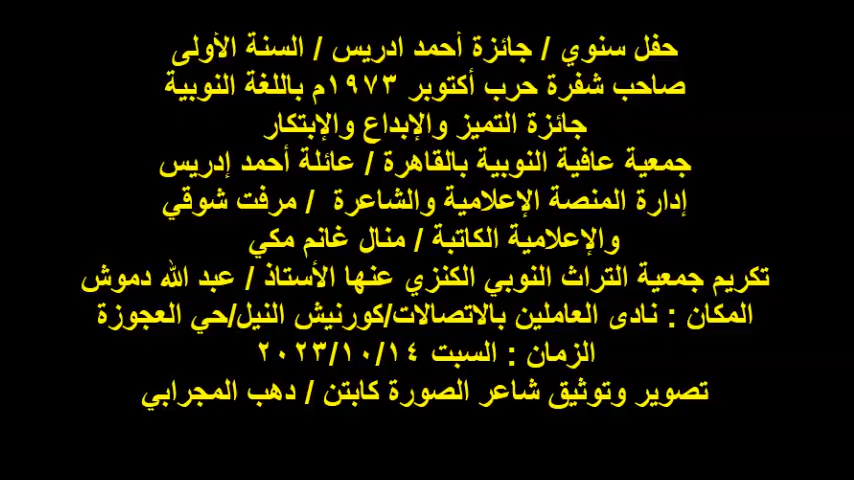 حفل سنوي / جائزة أحمد ادريس / السنة الأولى
صاحب شفرة حرب أكتوبر ١٩٧٣م باللغة النوبية
جائزة التميز والإبداع والإبتكار
جمعية عافية النوبية بالقاهرة / عائلة أحمد إدريس
إدارة المنصة الإعلامية والشاعرة / مرفت شوقي
والإعلامية الكاتبة / منال غانم مكي
تكريم جمعية التراث النوبي الكنزي عنها الأستاذ / عبد الله دموش
المكان : نادى العاملين بالاتصالات/كورنيش النيل/حي العجوزة
الزمان : السبت ٢٠٢٣/١٠/١٤
تصوير وتوثيق شاعر الصورة كابتن / دهب المجرابي